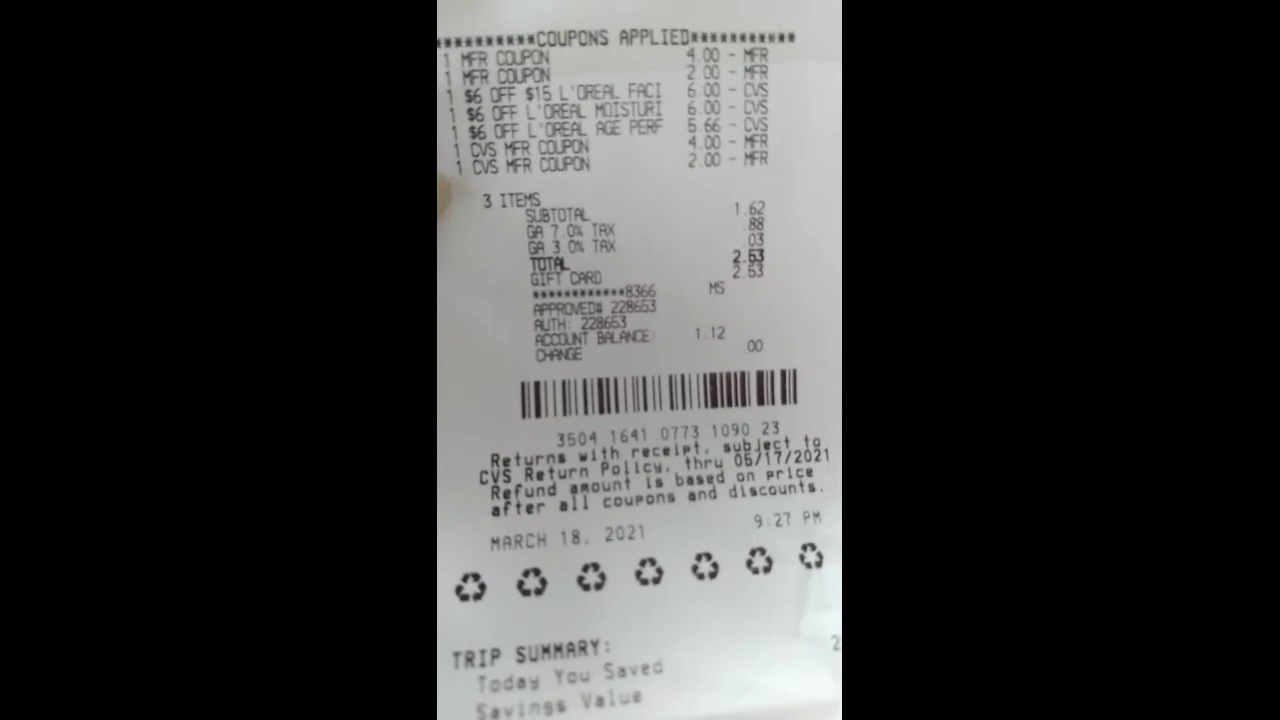 **********COUPONS APPLIED***********
1 MFR COUPON 4.00 - MFR
1 MFR COUPON 2.00 - MFR
1 $6 OFF $15 L'OREAL FACI 6.00 - CVS
1 $6 OFF L'OREAL MOISTURI 6.00 - CVS
1 $6 OFF L'OREAL AGE PERF 5.66 - CVS
1 CVS MFR COUPON 4.00 - MFR
1 CVS MFR COUPON 2.00 - MFR
3 ITEMS
SUBTOTAL 1.62
GA 7.0% TAX .88
GA 3.0% TAX .03
TOTAL 2.53
GIFT CARD 2.53
************8366 MS
APPROVED# 228653
AUTH: 228653
ACCOUNT BALANCE: 1.12
CHANGE .00
3504 1641 0773 1090 23
Returns with receipt, subject to
CVS Return Policy, thru 05/17/2021
Refund amount is based on price
after all coupons and discounts.
MARCH 18, 2021 9:27 PM
TRIP SUMMARY:
Today You Saved
Savings Value